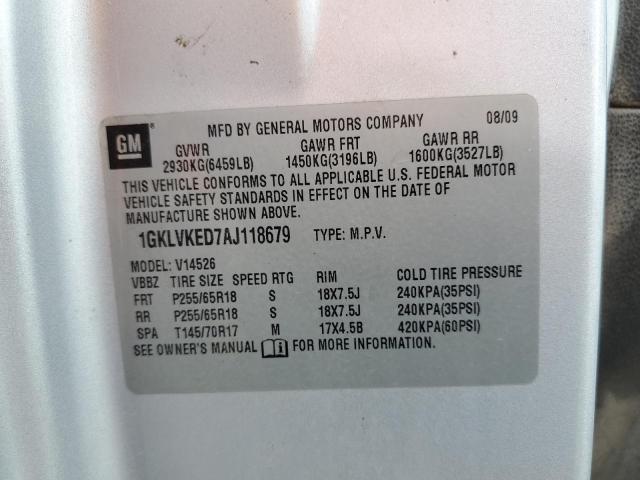 GM
MFD BY GENERAL MOTORS COMPANY 08/09
GVWR GAWR FRT GAWR RR
2930KG(6459LB) 1450KG(3196LB) 1600KG(3527LB)
THIS VEHICLE CONFORMS TO ALL APPLICABLE U.S. FEDERAL MOTOR
VEHICLE SAFETY STANDARDS IN EFFECT ON THE DATE OF
MANUFACTURE SHOWN ABOVE.
1GKLVKED7AJ118679 TYPE: M.P.V.
MODEL: V14526
VBBZ TIRE SIZE SPEED RTG RIM COLD TIRE PRESSURE
FRT P255/65R18 S 18X7.5J 240KPA(35PSI)
RR P255/65R18 S 18X7.5J 240KPA(35PSI)
SPA T145/70R17 M 17X4.5B 420KPA(60PSI)
SEE OWNER'S MANUAL i FOR MORE INFORMATION.